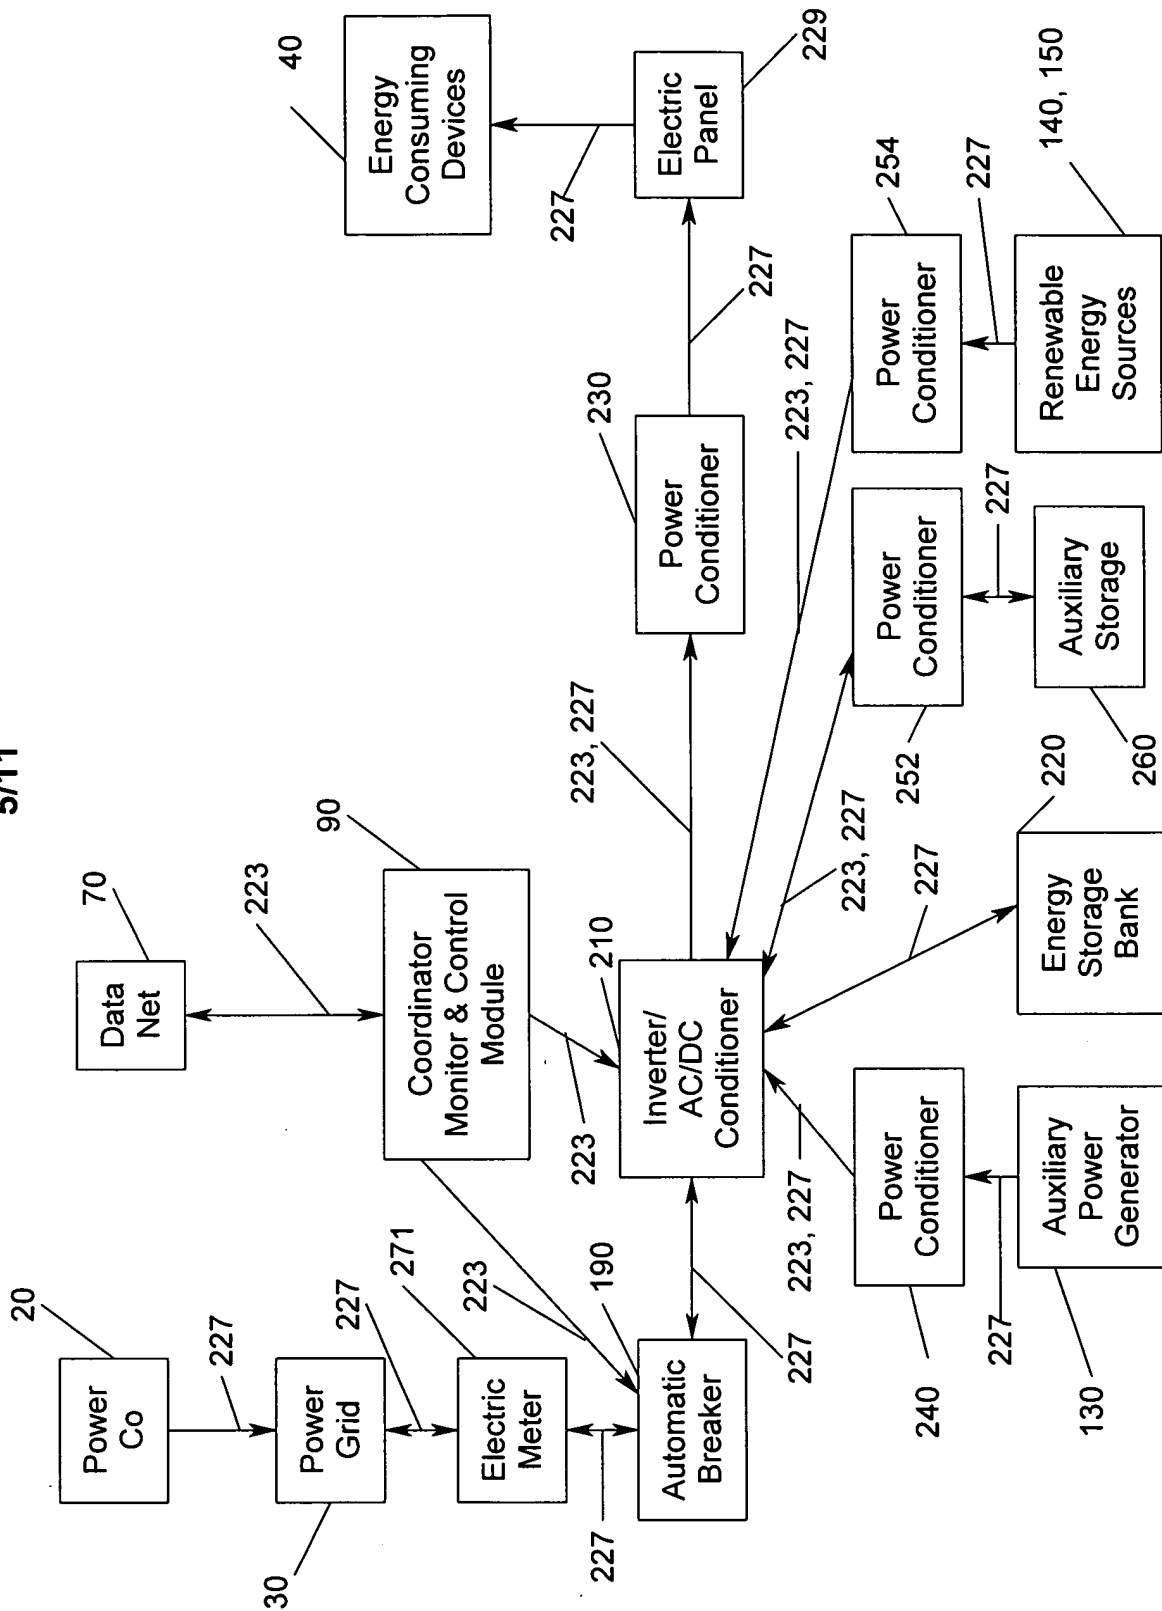 5/11
20
Power
Co
227
30
Power
Grid
227
271
Electric
Meter
227
223
190
Automatic
Breaker
227
70
Data
Net
223
90
Coordinator
Monitor & Control
Module
223
210
Inverter/
AC/DC
Conditioner
223, 227
230
Power
Conditioner
227
229
Electric
Panel
227
40
Energy
Consuming
Devices
223, 227
240
Power
Conditioner
227
130
Auxiliary
Power
Generator
227
220
Energy
Storage
Bank
223, 227
252
Power
Conditioner
227
260
Auxiliary
Storage
223, 227
254
Power
Conditioner
227
140, 150
Renewable
Energy
Sources